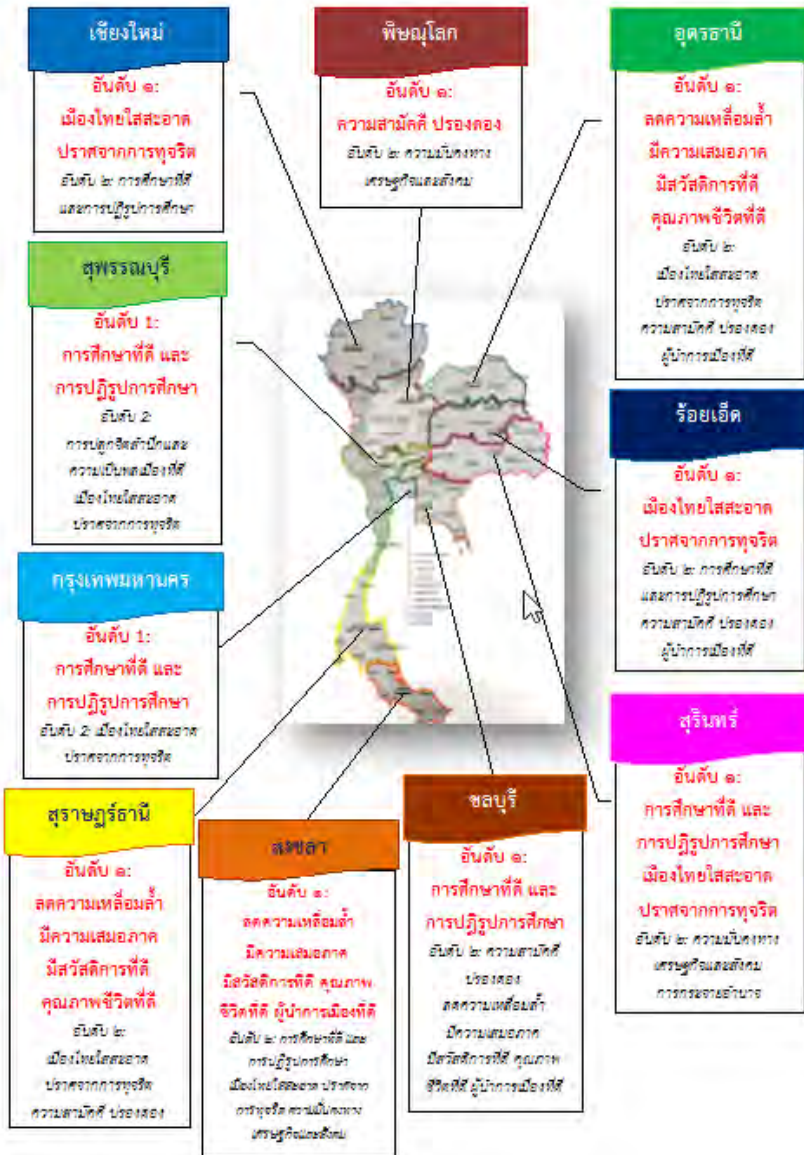 เชียงใหม่
อันดับ ๑:
เมืองไทยใสสะอาด
ปราศจากการทุจริต
อันดับ ๒: การศึกษาที่ดี
และการปฏิรูปการศึกษา
พิษณุโลก
อันดับ ๑:
ความสามัคคี ปรองดอง
อันดับ ๒: ความมั่นคงทาง
เศรษฐกิจและสังคม
อุดรธานี
อันดับ ๑:
ลดความเหลื่อมล้ำ
มีความเสมอภาค
มีสวัสดิการที่ดี
คุณภาพชีวิตที่ดี
อันดับ ๒:
เมืองไทยใสสะอาด
ปราศจากการทุจริต
ความสามัคคี ปรองดอง
ผู้นำการเมืองที่ดี
สุพรรณบุรี
อันดับ 1:
การศึกษาที่ดี และ
การปฏิรูปการศึกษา
อันดับ 2:
การปลูกจิตสำนึกและ
ความเป็นพลเมืองที่ดี
เมืองไทยใสสะอาด
ปราศจากการทุจริต
ร้อยเอ็ด
อันดับ ๑:
เมืองไทยใสสะอาด
ปราศจากการทุจริต
อันดับ ๒: การศึกษาที่ดี
และการปฏิรูปการศึกษา
ความสามัคคี ปรองดอง
ผู้นำการเมืองที่ดี
กรุงเทพมหานคร
อันดับ 1:
การศึกษาที่ดี และ
การปฏิรูปการศึกษา
อันดับ 2: เมืองไทยใสสะอาด
ปราศจากการทุจริต
สุรินทร์
อันดับ ๑:
การศึกษาที่ดี และ
การปฏิรูปการศึกษา
เมืองไทยใสสะอาด
ปราศจากการทุจริต
อันดับ ๒: ความมั่นคงทาง
เศรษฐกิจและสังคม
การกระจายอำนาจ
สุราษฎร์ธานี
อันดับ ๑:
ลดความเหลื่อมล้ำ
มีความเสมอภาค
มีสวัสดิการที่ดี
คุณภาพชีวิตที่ดี
อันดับ ๒:
เมืองไทยใสสะอาด
ปราศจากการทุจริต
ความสามัคคี ปรองดอง
สงขลา
อันดับ ๑:
ลดความเหลื่อมล้ำ
มีความเสมอภาค
มีสวัสดิการที่ดี คุณภาพ
ชีวิตที่ดี ผู้นำการเมืองที่ดี
อันดับ ๒: การศึกษาที่ดี และ
การปฏิรูปการศึกษา
เมืองไทยใสสะอาด ปราศจาก
การทุจริต ความมั่นคงทาง
เศรษฐกิจและสังคม
ชลบุรี
อันดับ ๑:
การศึกษาที่ดี และ
การปฏิรูปการศึกษา
อันดับ ๒: ความสามัคคี
ปรองดอง
ลดความเหลื่อมล้ำ
มีความเสมอภาค
มีสวัสดิการที่ดี คุณภาพ
ชีวิตที่ดี ผู้นำการเมืองที่ดี